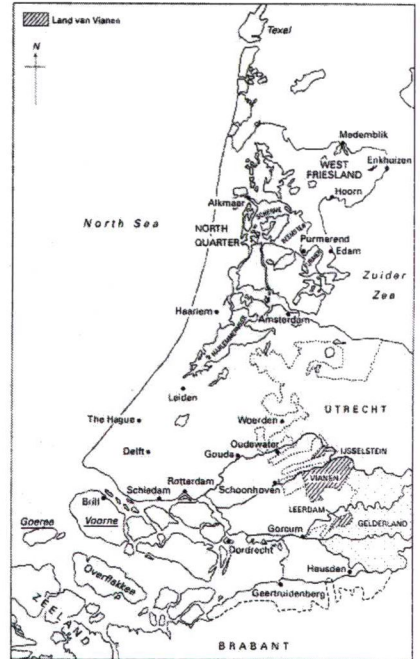 Land van Vianen
N
Texel
Medemblik
WEST
FRIESLAND
Enkhuizen
Hoorn
Alkmaar
SCHERMER
BEEMSTER
North Sea
NORTH
QUARTER
Purmerend
Edam
Zuider
Zee
Haarlem
Amsterdam
Leiden
UTRECHT
The Hague
Woerden
Oudewater
Delft
Gouda
IJSSELSTEIN
Rotterdam
VIANEN
Schiedam
Schoonhoven
Brill
LEERDAM
GELDERLAND
Goeree
Voorne
Gorcum
Dordrecht
Overflakkee
Heusden
Geertruidenberg
ZEELAND
BRABANT